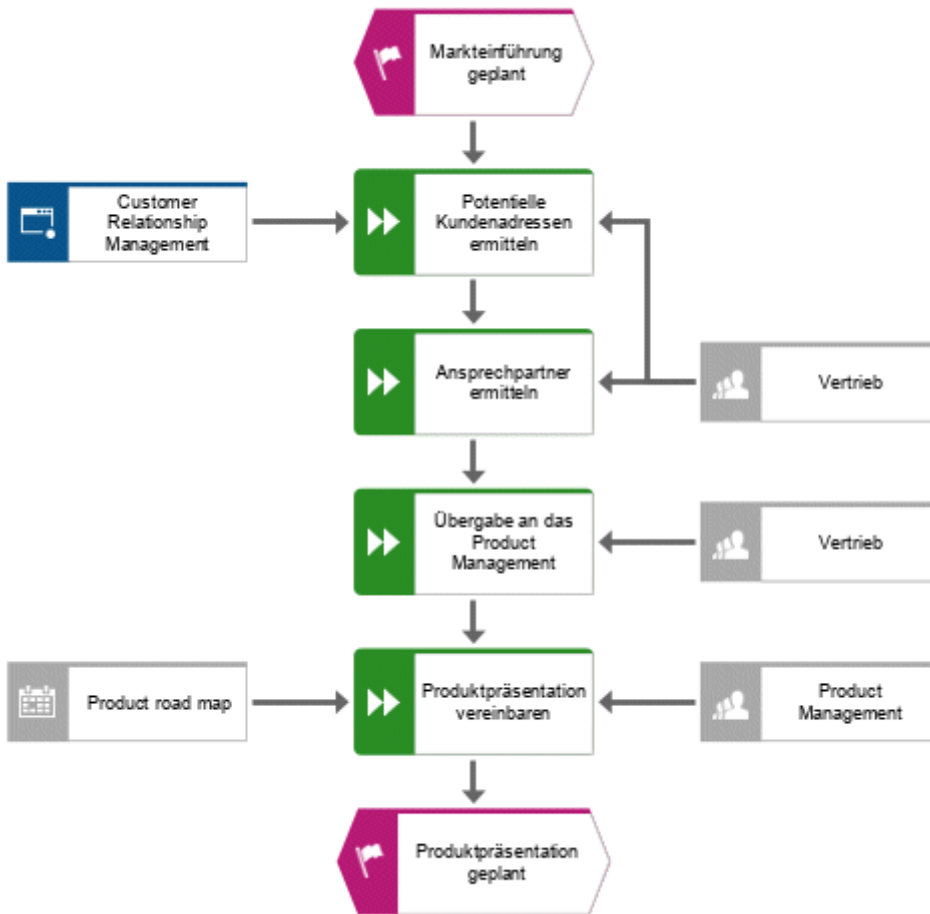 Markteinführung
geplant
Customer
Relationship
Management
Potentielle
Kundenadressen
ermitteln
Ansprechpartner
ermitteln
Vertrieb
Übergabe an das
Product
Management
Vertrieb
Product road map
Produktpräsentation
vereinbaren
Product
Management
Produktpräsentation
geplant